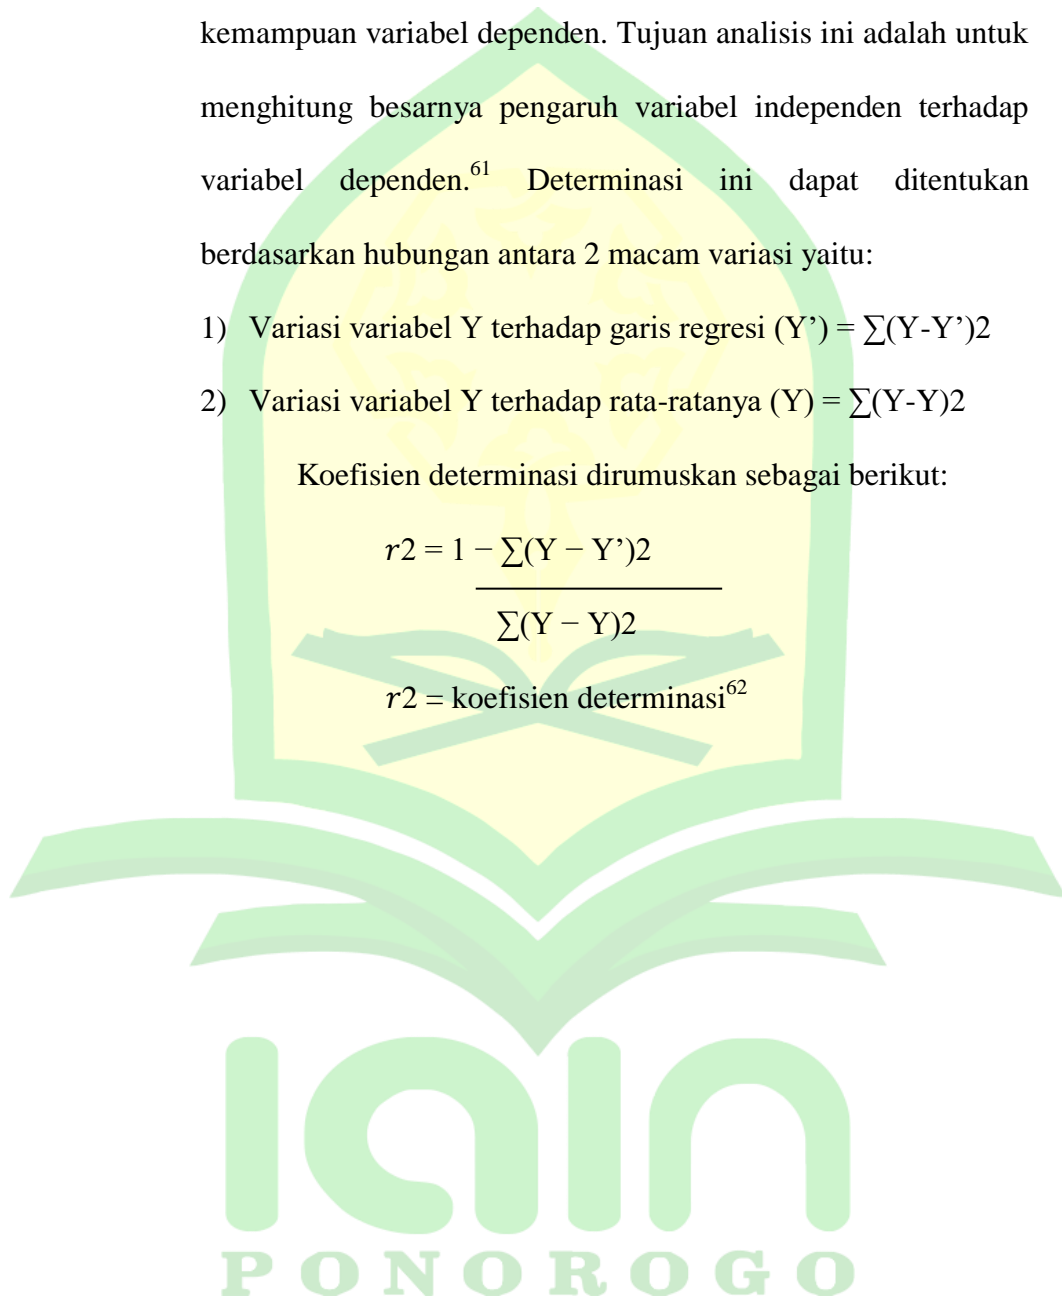 kemampuan variabel dependen. Tujuan analisis ini adalah untuk
menghitung besarnya pengaruh variabel independen terhadap
variabel dependen.61 Determinasi ini dapat ditentukan
berdasarkan hubungan antara 2 macam variasi yaitu:
1) Variasi variabel Y terhadap garis regresi (Y’) = ∑(Y-Y’)2
2) Variasi variabel Y terhadap rata-ratanya (Y) = ∑(Y-Y)2
Koefisien determinasi dirumuskan sebagai berikut:
𝑟2 = 1 − ∑(Y − Y’)2
∑(Y − Y)2
𝑟2 = koefisien determinasi62
IAIN
PONOROGO